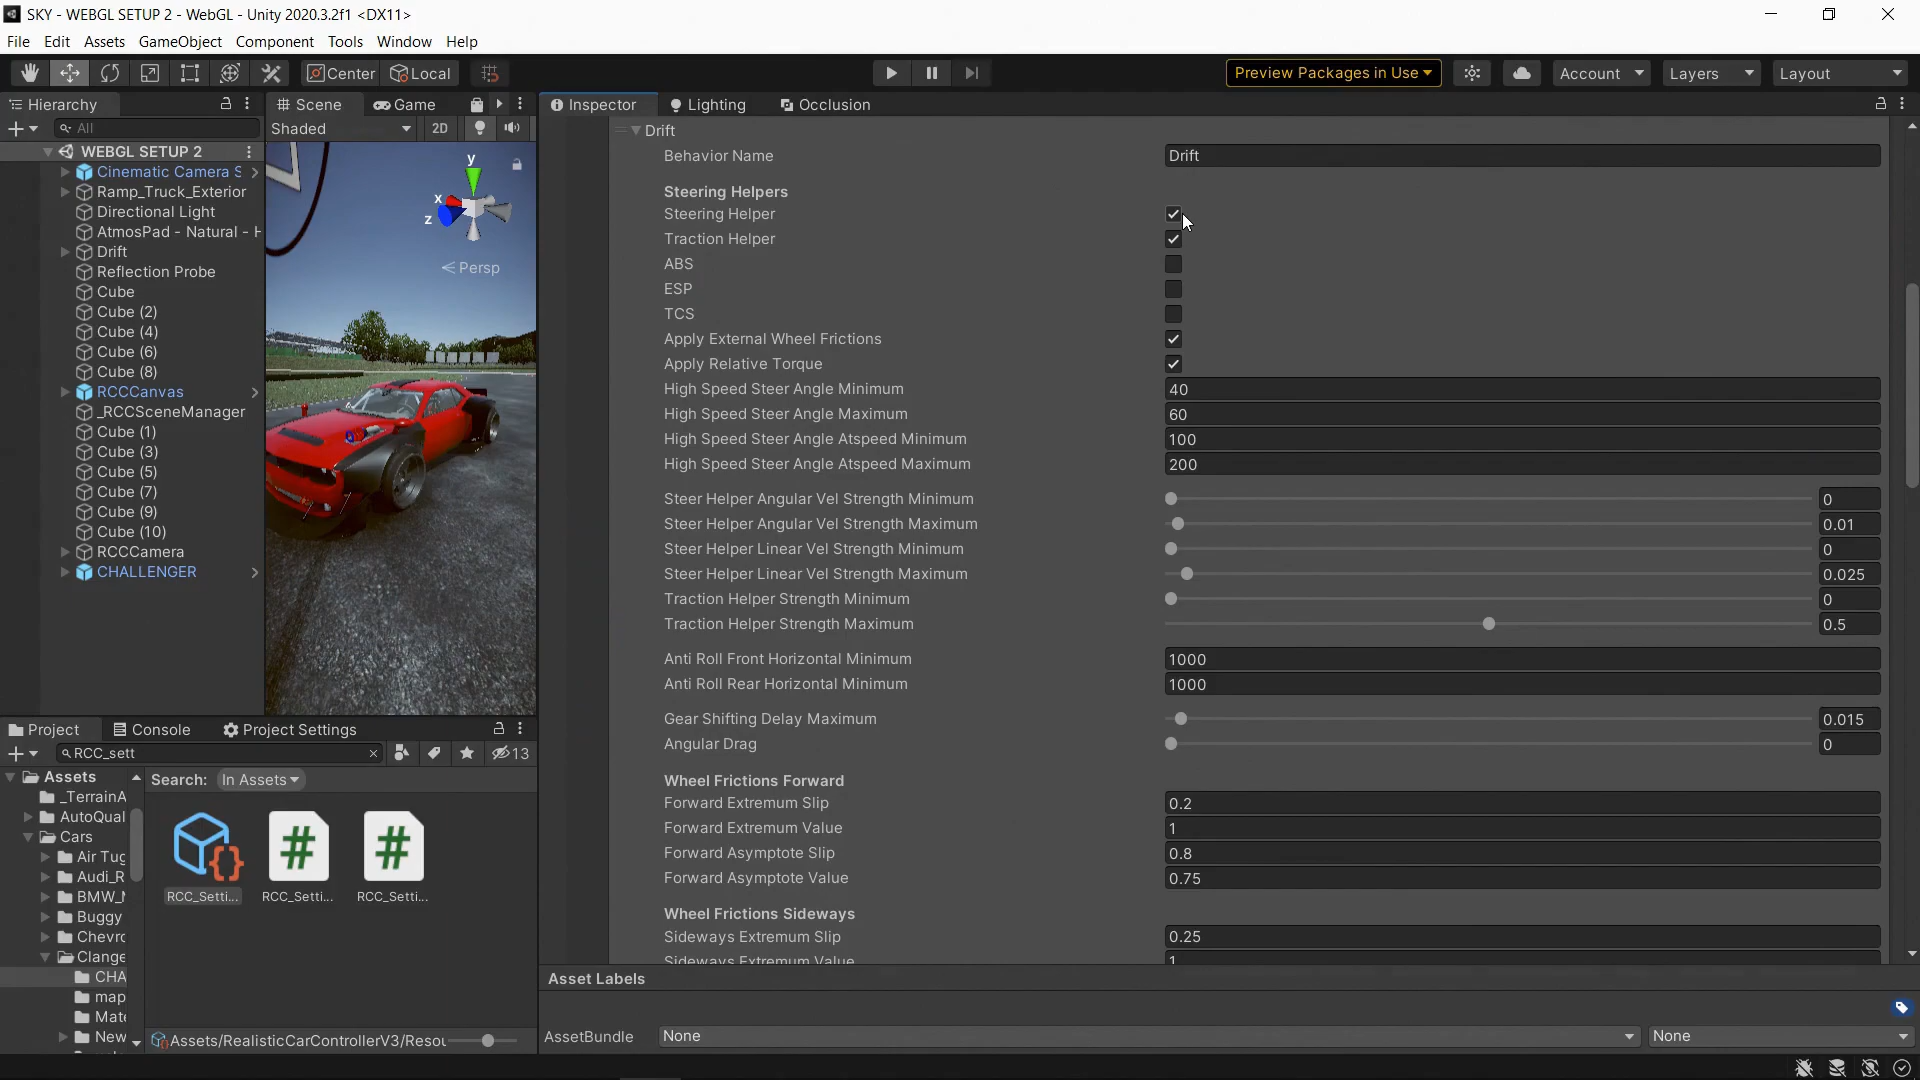 SKY - WEBGL SETUP 2 - WebGL - Unity 2020.3.2f1 <DX11>
File Edit Assets GameObject Component Tools Window Help
Center Local Preview Packages in Use Account Layers Layout
Hierarchy
All
WEBGL SETUP 2
Cinematic Camera S
Ramp_Truck_Exterior
Directional Light
AtmosPad - Natural - H
Drift
Reflection Probe
Cube
Cube (2)
Cube (4)
Cube (6)
Cube (8)
RCCCanvas
_RCCSceneManager
Cube (1)
Cube (3)
Cube (5)
Cube (7)
Cube (9)
Cube (10)
RCCCamera
CHALLENGER
Scene Game
Shaded 2D
y
x
z
Persp
Inspector Lighting Occlusion
Drift
Behavior Name Drift
Steering Helpers
Steering Helper
Traction Helper
ABS
ESP
TCS
Apply External Wheel Frictions
Apply Relative Torque
High Speed Steer Angle Minimum 40
High Speed Steer Angle Maximum 60
High Speed Steer Angle Atspeed Minimum 100
High Speed Steer Angle Atspeed Maximum 200
Steer Helper Angular Vel Strength Minimum 0
Steer Helper Angular Vel Strength Maximum 0.01
Steer Helper Linear Vel Strength Minimum 0
Steer Helper Linear Vel Strength Maximum 0.025
Traction Helper Strength Minimum 0
Traction Helper Strength Maximum 0.5
Anti Roll Front Horizontal Minimum 1000
Anti Roll Rear Horizontal Minimum 1000
Gear Shifting Delay Maximum 0.015
Angular Drag 0
Wheel Frictions Forward
Forward Extremum Slip 0.2
Forward Extremum Value 1
Forward Asymptote Slip 0.8
Forward Asymptote Value 0.75
Wheel Frictions Sideways
Sideways Extremum Slip 0.25
Sideways Extremum Value 1
Asset Labels
AssetBundle None None
Project Console Project Settings
RCC_sett 13
Assets
_TerrainA
AutoQual
Cars
Air Tug
Audi_R
BMW_M
Buggy
Chevro
Clange
CHA
map
Mate
New
Search: In Assets
RCC_Setti... RCC_Setti... RCC_Setti...
Assets/RealisticCarControllerV3/Resou